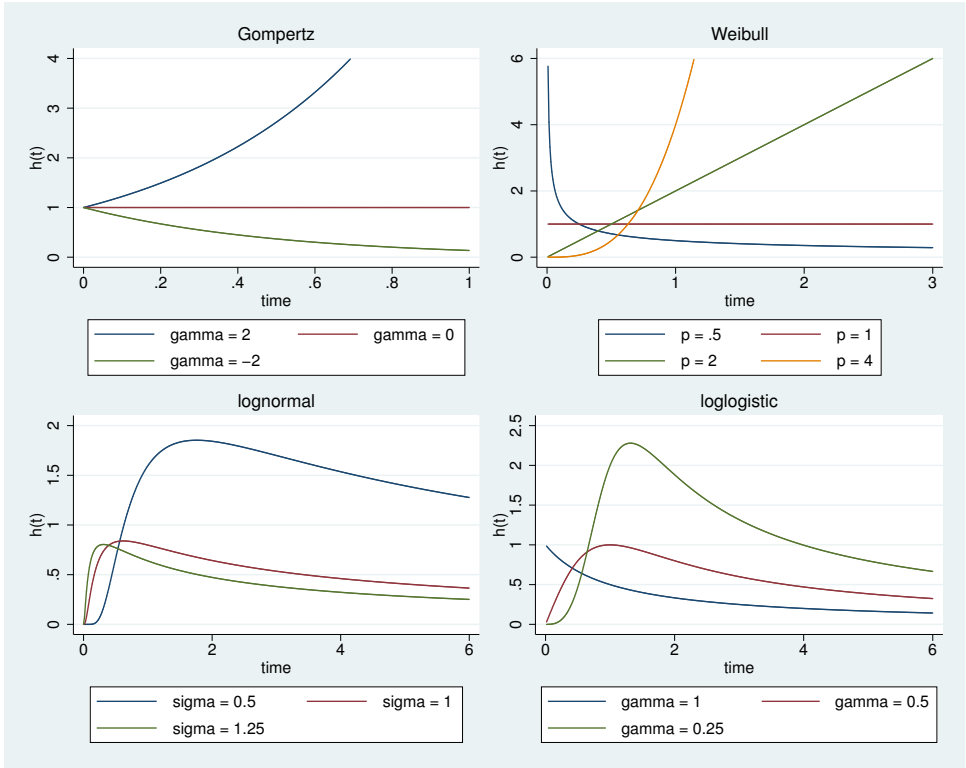 Gompertz
h(t)
4
3
2
1
0
0 .2 .4 .6 .8 1
time
gamma = 2 gamma = 0
gamma = −2
Weibull
h(t)
6
4
2
0
0 1 2 3
time
p = .5 p = 1
p = 2 p = 4
lognormal
h(t)
2
1.5
1
.5
0
0 2 4 6
time
sigma = 0.5 sigma = 1
sigma = 1.25
loglogistic
h(t)
2.5
2
1.5
1
.5
0
0 2 4 6
time
gamma = 1 gamma = 0.5
gamma = 0.25